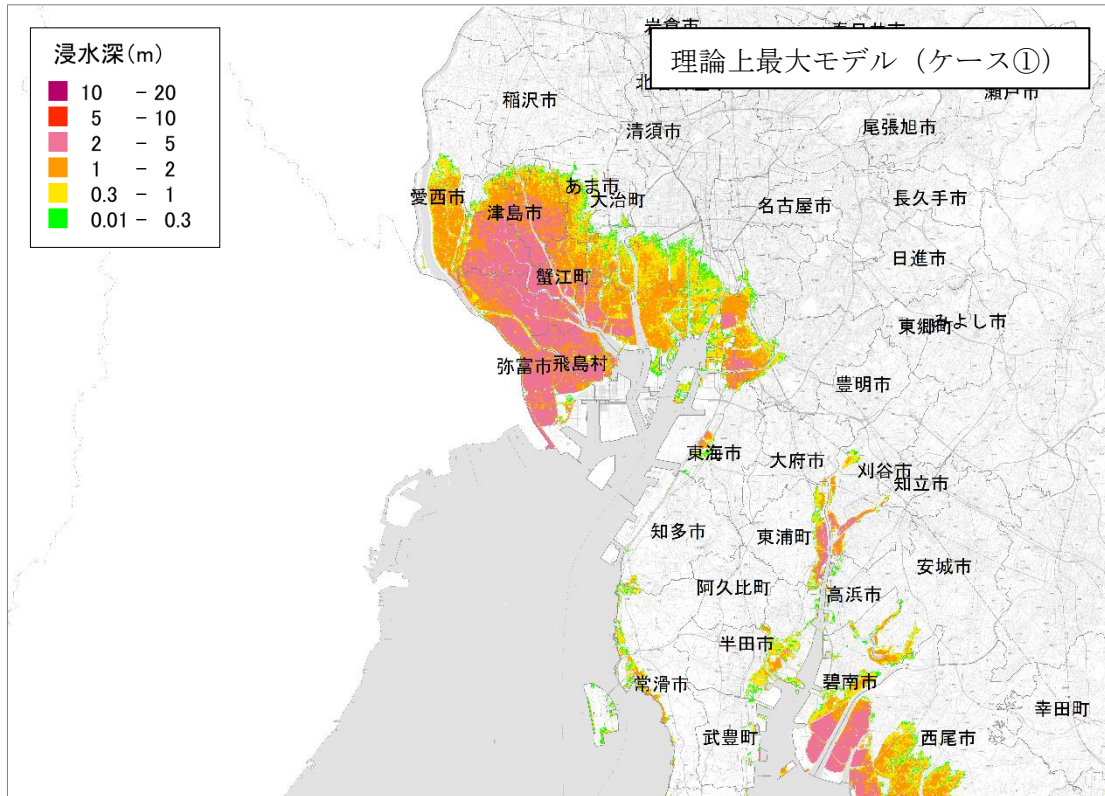 岩倉市
理論上最大モデル（ケース①）
浸水深(m)
10 - 20
5 - 10
2 - 5
1 - 2
0.3 - 1
0.01 - 0.3
稲沢市
清須市
尾張旭市
愛西市
あま市
大治町
津島市
名古屋市
長久手市
日進市
蟹江町
東郷町
みよし市
弥富市
飛島村
豊明市
東海市
大府市
刈谷市
知立市
知多市
東浦町
安城市
阿久比町
高浜市
半田市
常滑市
碧南市
幸田町
武豊町
西尾市